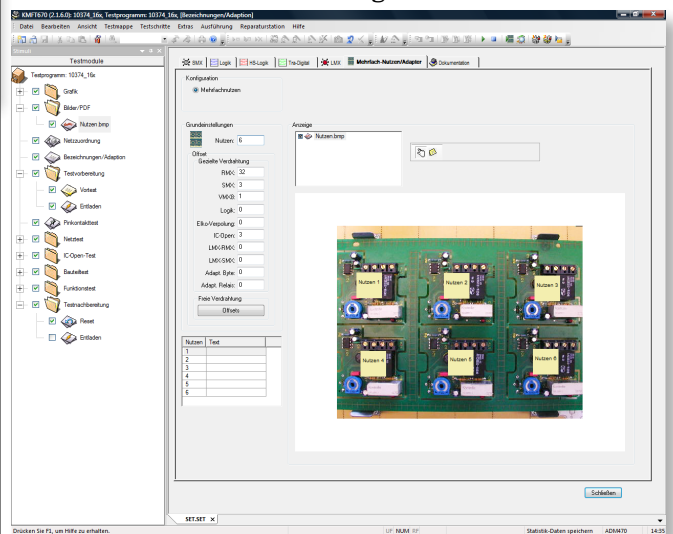 KMFT670 (2.1.6.0): 10374_16x, Testprogramm: 10374_16x, [Bezeichnungen/Adaption]
Datei Bearbeiten Ansicht Testmappe Testschritte Extras Ausführung Reparaturstation Hilfe
Testmodule
Testprogramm: 10374_16x
Grafik
Bilder/PDF
Nutzen.bmp
Netzzuordnung
Bezeichnungen/Adaption
Testvorbereitung
Vortest
Entladen
Pinkontakttest
Netztest
IC-Open-Test
Bauteiltest
Funktionstest
Testnachbereitung
Reset
Entladen
BMX Logik HS-Logik Tria-Digital LMX Mehrfach-Nutzen/Adapter Dokumentation
Konfiguration
Mehrfachnutzen
Grundeinstellungen
Nutzen: 6
Offset
Gezielte Verdrahtung
RMX: 32
SMX: 3
VMXB: 1
Logik: 0
Elko-Verpolung: 0
IC-Open: 3
LMX-RMX: 0
LMX-SMX: 0
Adapt. Byte: 0
Adapt. Relais: 0
Freie Verdrahtung
Offsets
Nutzen Text
1
2
3
4
5
6
Anzeige
Nutzen.bmp
Nutzen 1
Nutzen 2
Nutzen 3
Nutzen 4
Nutzen 5
Nutzen 6
Schließen
SET.SET X
Drücken Sie F1, um Hilfe zu erhalten.
UF NUM RF
Statistik-Daten speichern ADM470 14:35